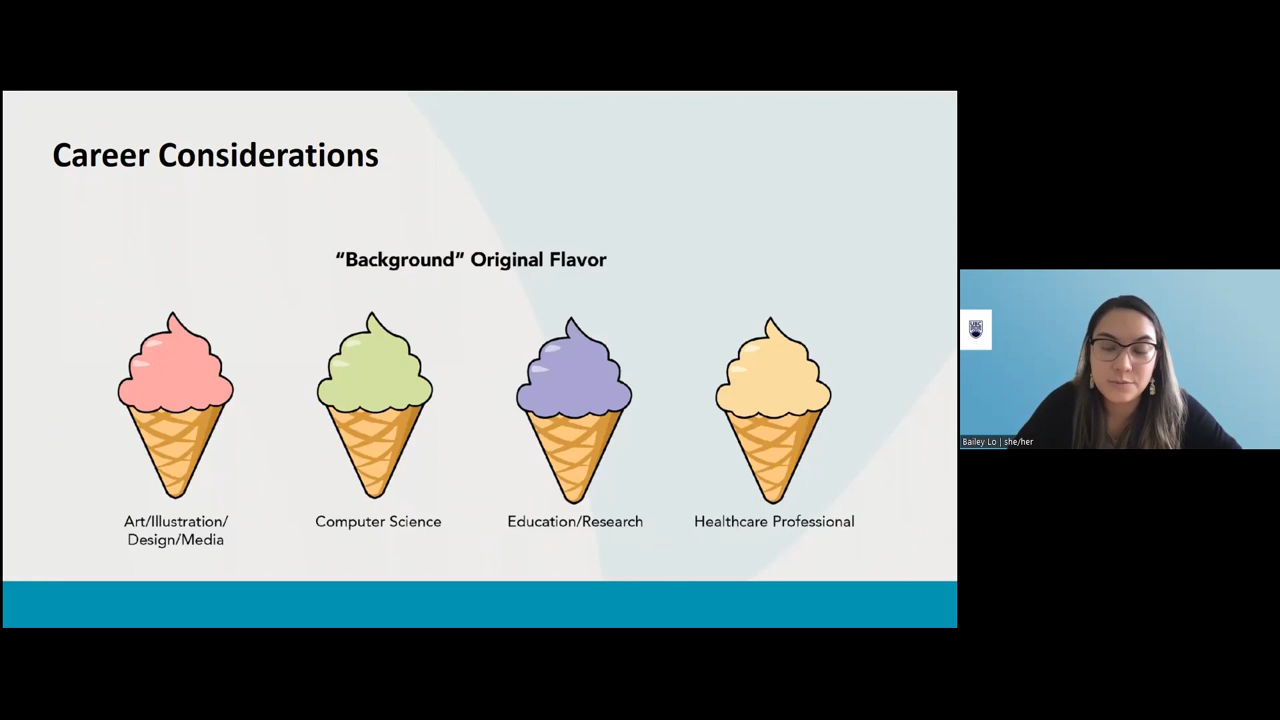 Career Considerations
“Background” Original Flavor
Art/Illustration/
Design/Media
Computer Science
Education/Research
Healthcare Professional
UBC
Bailey Lo | she/her